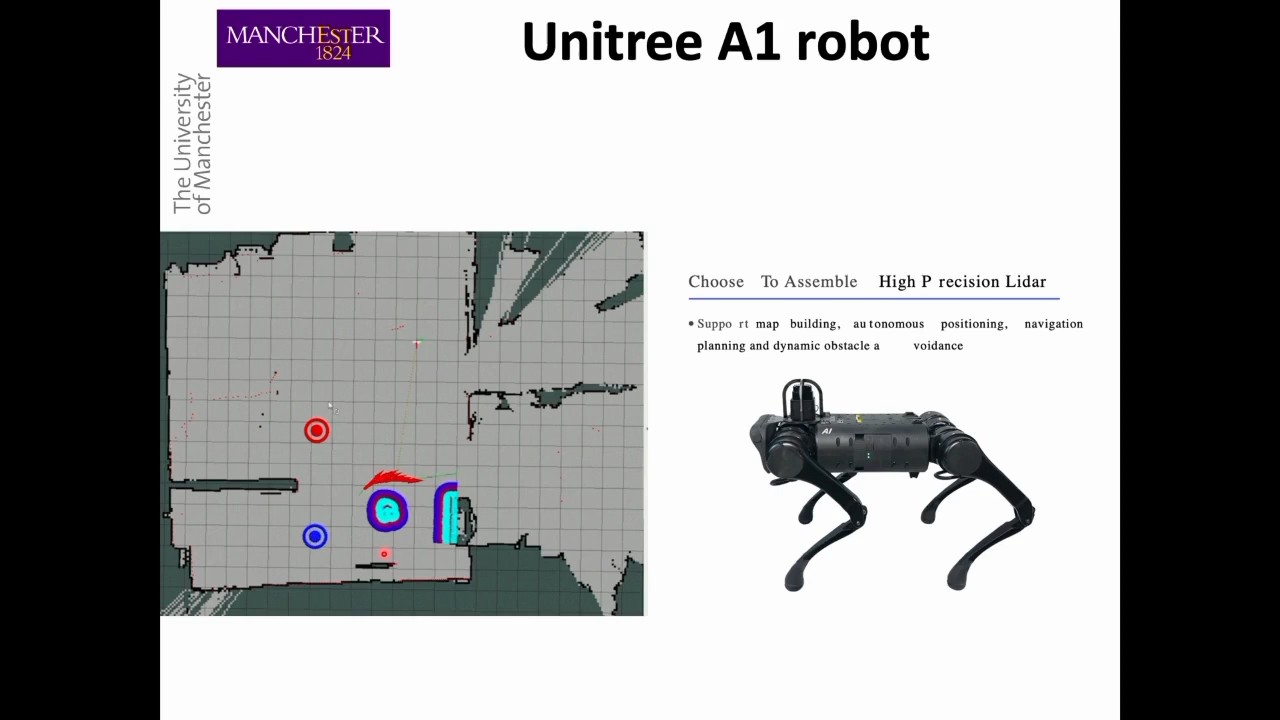 MANCHESTER
1824
Unitree A1 robot
The University
of Manchester
Choose To Assemble High P recision Lidar
• Suppo rt map building, au tonomous positioning, navigation
planning and dynamic obstacle a voidance
A1